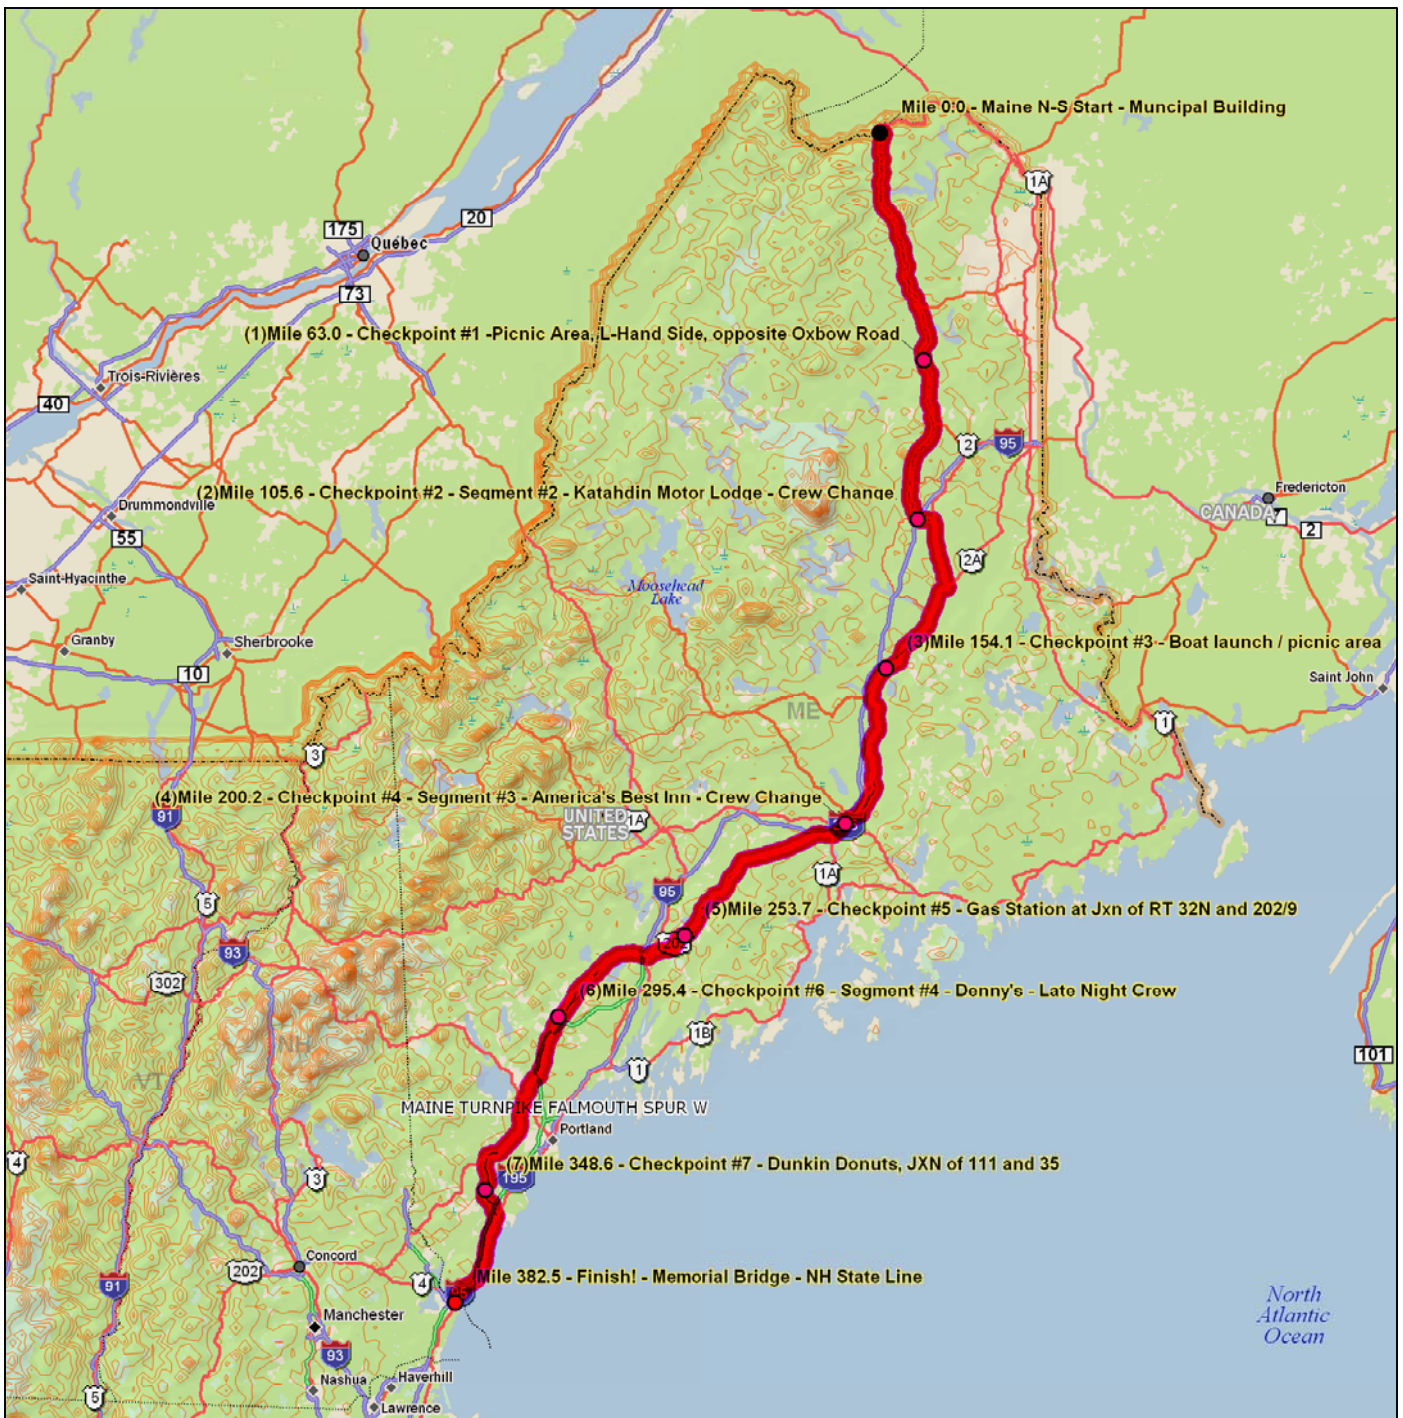 Mile 0.0 - Maine N-S Start - Muncipal Building
1A
20
175
Québec
73
(1)Mile 63.0 - Checkpoint #1 -Picnic Area, L-Hand Side, opposite Oxbow Road
Trois-Rivières
40
2
95
(2)Mile 105.6 - Checkpoint #2 - Segment #2 - Katahdin Motor Lodge - Crew Change
Fredericton
CANADA
7
2
Drummondville
55
2A
Saint-Hyacinthe
Moosehead
Lake
Granby
Sherbrooke
(3)Mile 154.1 - Checkpoint #3 - Boat launch / picnic area
10
Saint John
ME
1
3
(4)Mile 200.2 - Checkpoint #4 - Segment #3 - America's Best Inn - Crew Change
91
UNITED
STATES
1A
1A
95
5
(5)Mile 253.7 - Checkpoint #5 - Gas Station at Jxn of RT 32N and 202/9
202
93
302
(6)Mile 295.4 - Checkpoint #6 - Segment #4 - Denny's - Late Night Crew
1B
NH
101
1
VT
MAINE TURNPIKE FALMOUTH SPUR W
Portland
4
(7)Mile 348.6 - Checkpoint #7 - Dunkin Donuts, JXN of 111 and 35
3
195
Concord
202
4
Mile 382.5 - Finish! - Memorial Bridge - NH State Line
91
95
North
Atlantic
Ocean
Manchester
93
Nashua
Haverhill
5
Lawrence